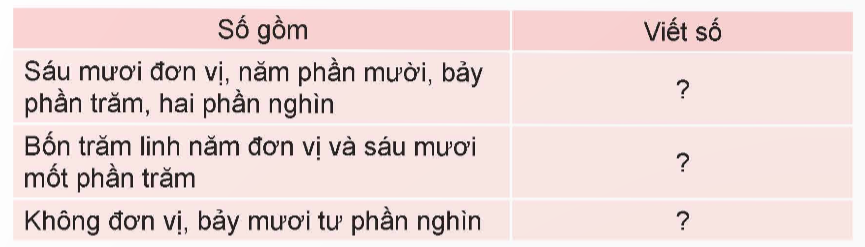 Số gồm
Viết số
Sáu mươi đơn vị, năm phần mười, bảy
phần trăm, hai phần nghìn
?
Bốn trăm linh năm đơn vị và sáu mươi
mốt phần trăm
?
Không đơn vị, bảy mươi tư phần nghìn
?